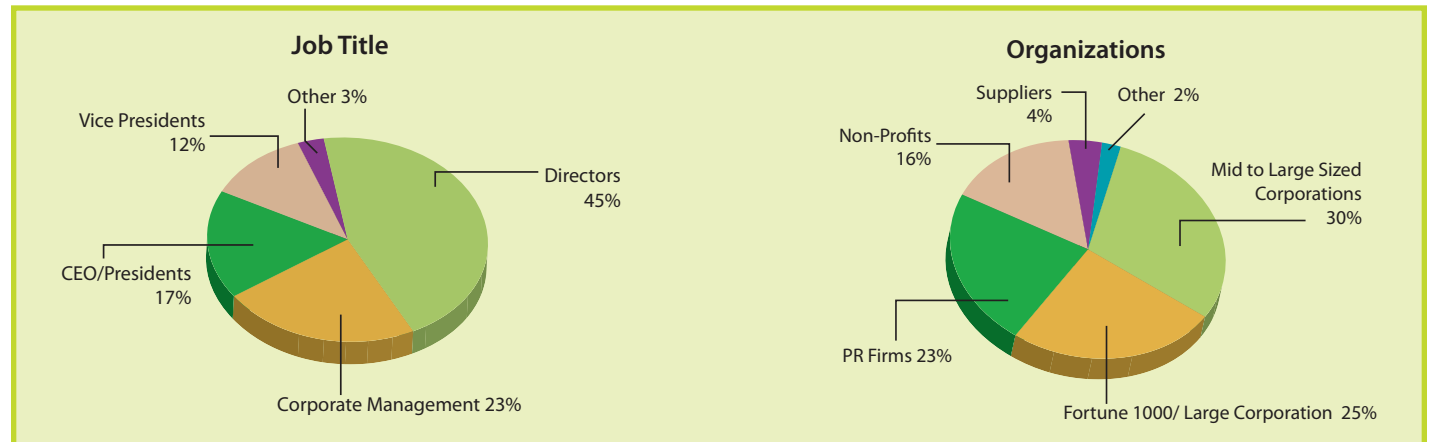 Job Title
Other 3%
Vice Presidents
12%
Directors
45%
CEO/Presidents
17%
Corporate Management 23%
Organizations
Suppliers
4%
Other 2%
Non-Profits
16%
Mid to Large Sized
Corporations
30%
PR Firms 23%
Fortune 1000/ Large Corporation 25%